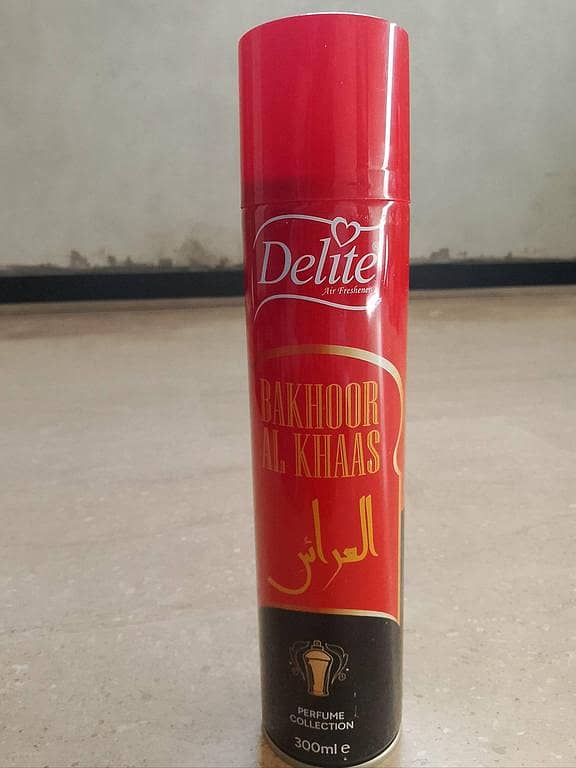 Delite
Air Freshener
BAKHOOR
AL KHAAS
العرائس
PERFUME
COLLECTION
300ml e